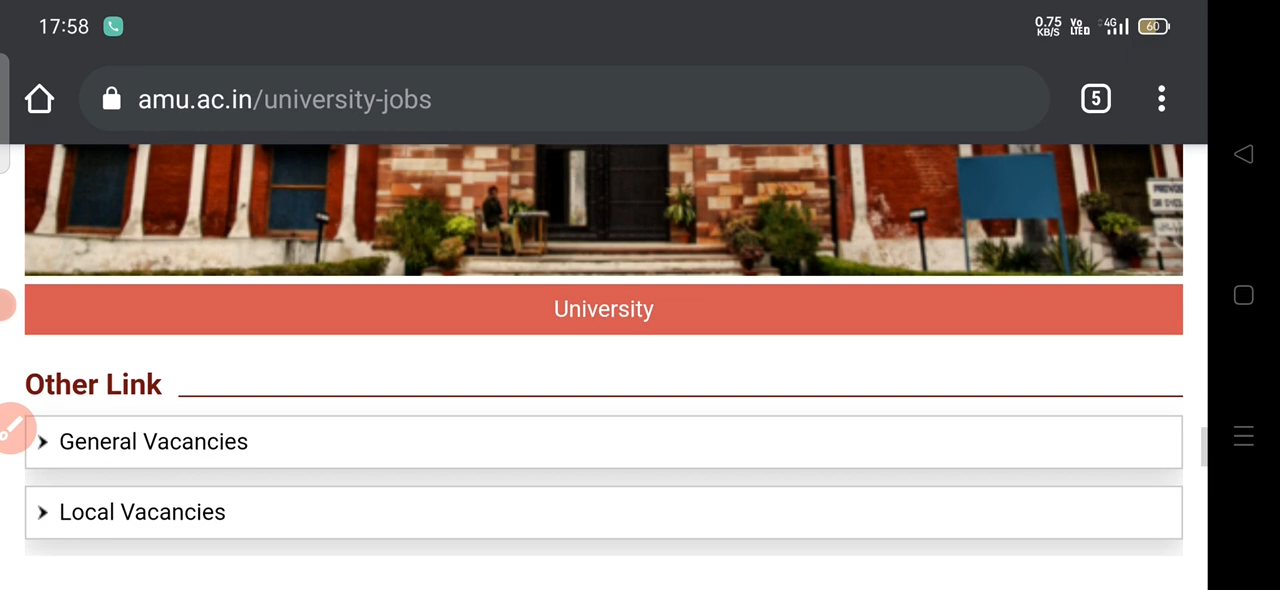 17:58
0.75 KB/S Vo LTE D 4G 60
amu.ac.in/university-jobs
5
University
Other Link
General Vacancies
Local Vacancies